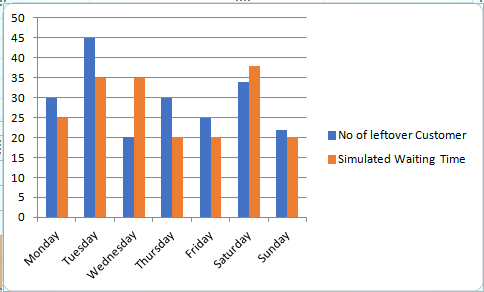 50
45
40
35
30
25
20
15
10
5
0
Monday
Tuesday
Wednesday
Thursday
Friday
Saturday
Sunday
No of leftover Customer
Simulated Waiting Time